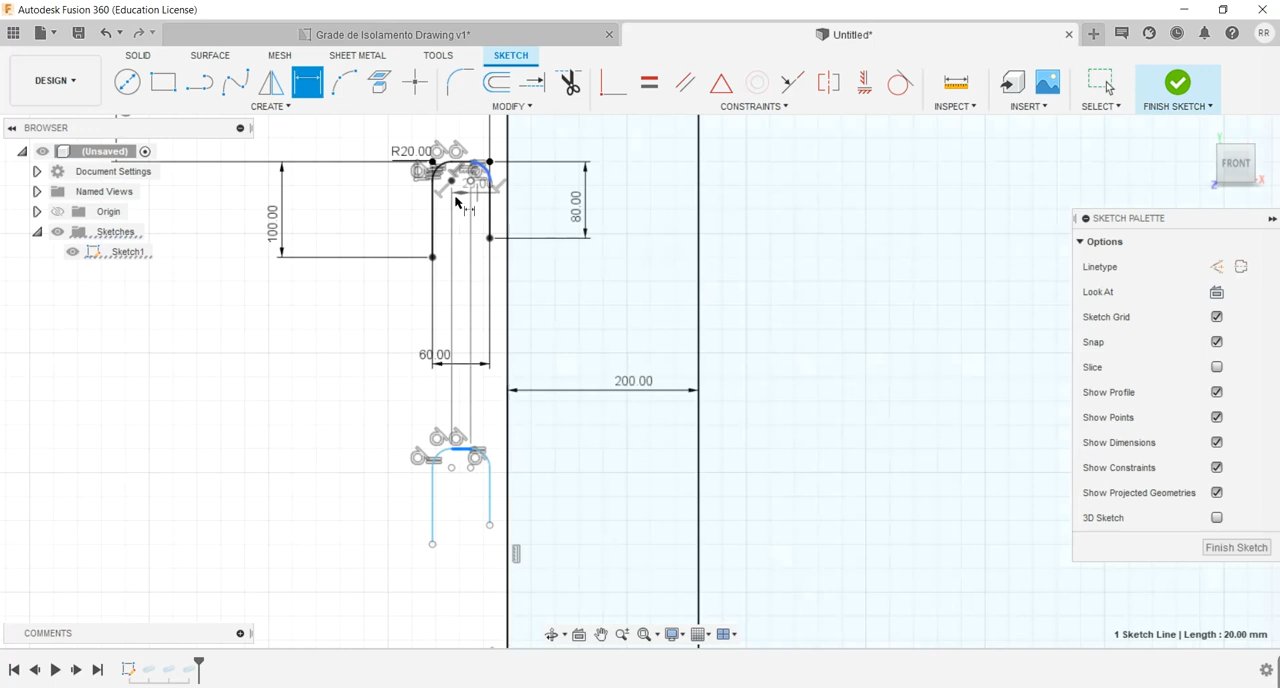 Autodesk Fusion 360 (Education License)
Grade de Isolamento Drawing v1*
Untitled*
RR
DESIGN
SOLID
SURFACE
MESH
SHEET METAL
TOOLS
SKETCH
CREATE
MODIFY
CONSTRAINTS
INSPECT
INSERT
SELECT
FINISH SKETCH
BROWSER
(Unsaved)
Document Settings
Named Views
Origin
Sketches
Sketch1
R20.00
100.00
80.00
60.00
200.00
FRONT
Y
X
Z
SKETCH PALETTE
Options
Linetype
Look At
Sketch Grid
Snap
Slice
Show Profile
Show Points
Show Dimensions
Show Constraints
Show Projected Geometries
3D Sketch
Finish Sketch
COMMENTS
1 Sketch Line | Length : 20.00 mm